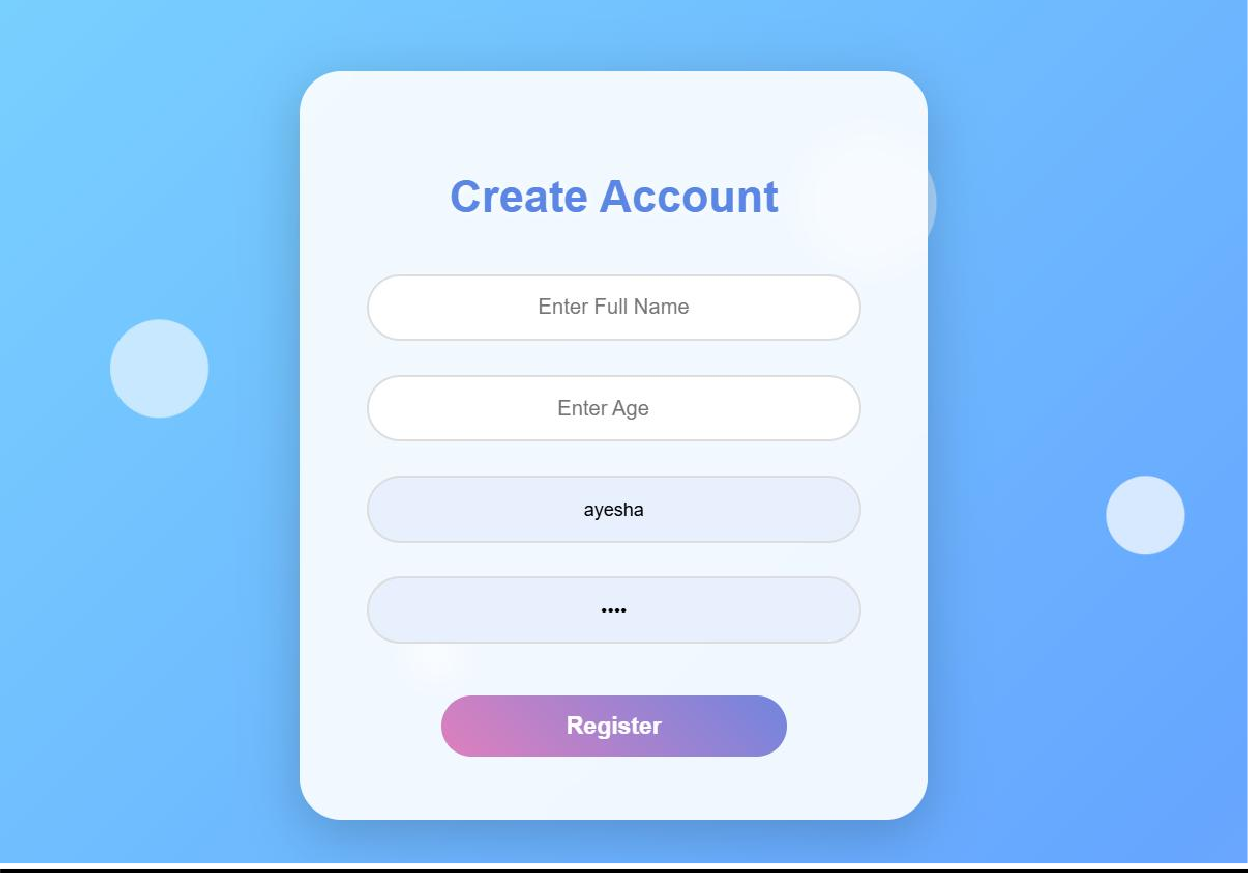 Create Account
Enter Full Name
Enter Age
ayesha
••••
Register